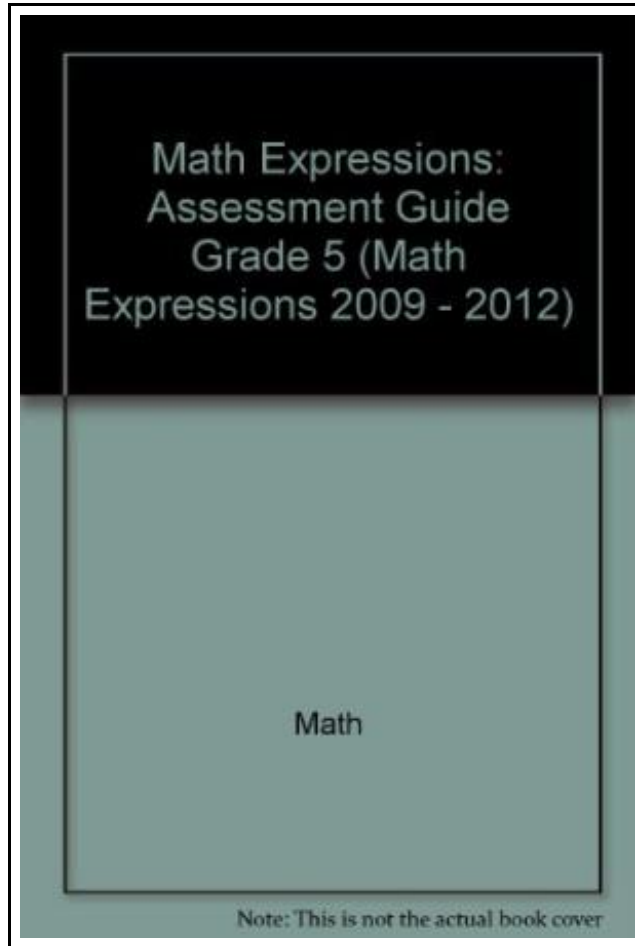 Math Expressions:
Assessment Guide
Grade 5 (Math
Expressions 2009 - 2012)
Math
Note: This is not the actual book cover